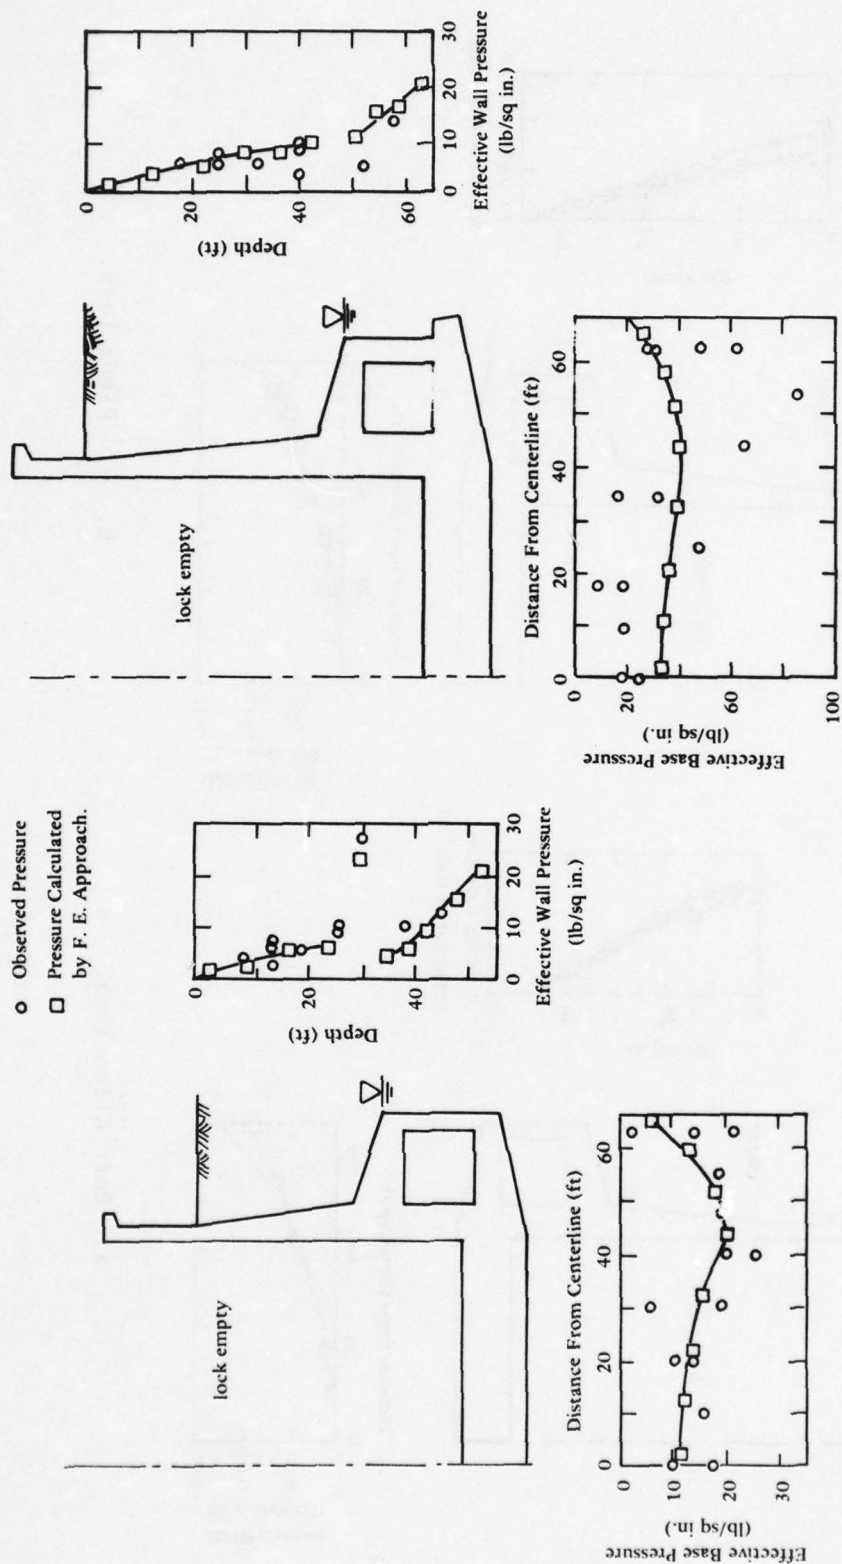 Observed Pressure
Pressure Calculated
by F. E. Approach.
lock empty
0
20
40
Depth (ft)
0
10
20
30
Effective Wall Pressure
(lb/sq in.)
Distance From Centerline (ft)
0
20
40
60
0
10
20
30
Effective Base Pressure
(lb/sq in.)
lock empty
0
20
40
60
Depth (ft)
0
10
20
30
Effective Wall Pressure
(lb/sq in.)
Distance From Centerline (ft)
0
20
40
60
0
20
60
100
Effective Base Pressure
(lb/sq in.)